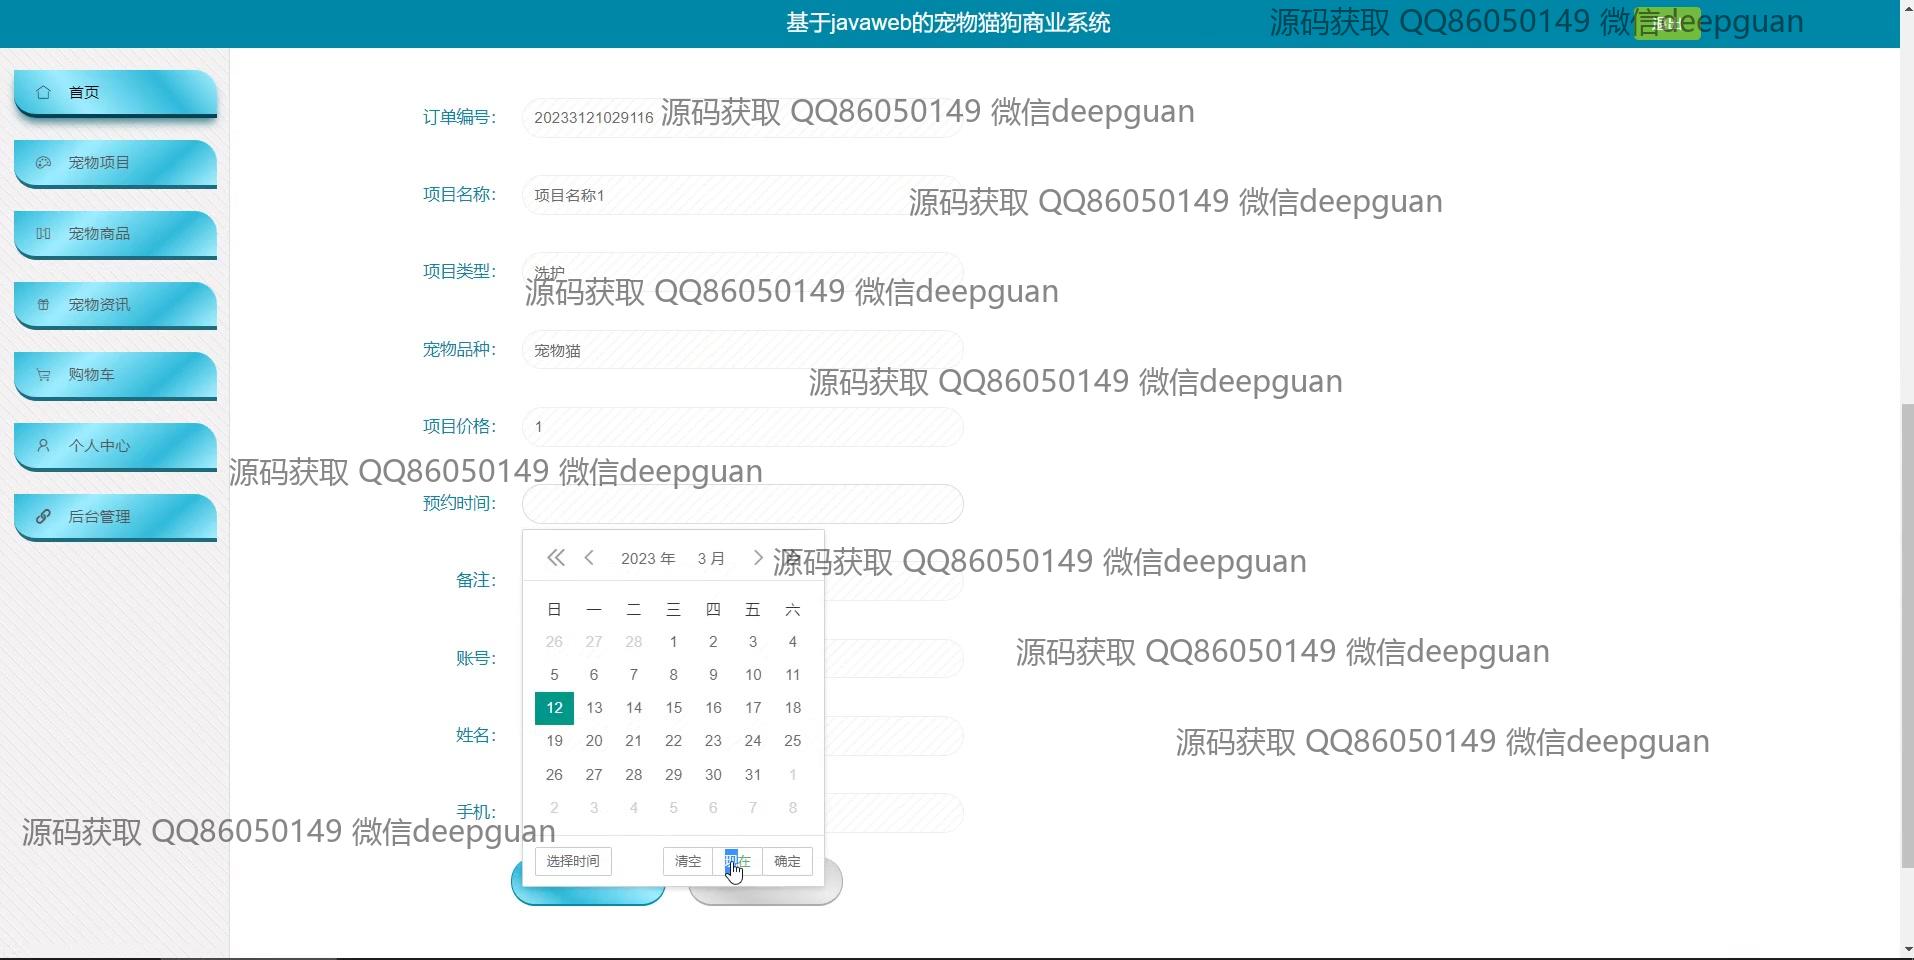 基于javaweb的宠物猫狗商业系统
源码获取 QQ86050149 微信deepguan
首页
宠物项目
宠物商品
宠物资讯
购物车
个人中心
后台管理
订单编号： 20233121029116
源码获取 QQ86050149 微信deepguan
项目名称： 项目名称1
源码获取 QQ86050149 微信deepguan
项目类型： 洗护
源码获取 QQ86050149 微信deepguan
宠物品种： 宠物猫
源码获取 QQ86050149 微信deepguan
项目价格： 1
源码获取 QQ86050149 微信deepguan
预约时间：
2023 年 3 月
源码获取 QQ86050149 微信deepguan
备注：
日 一 二 三 四 五 六
26 27 28 1 2 3 4
源码获取 QQ86050149 微信deepguan
账号：
5 6 7 8 9 10 11
12 13 14 15 16 17 18
姓名：
19 20 21 22 23 24 25
源码获取 QQ86050149 微信deepguan
26 27 28 29 30 31 1
手机：
2 3 4 5 6 7 8
源码获取 QQ86050149 微信deepguan
选择时间 清空 现在 确定